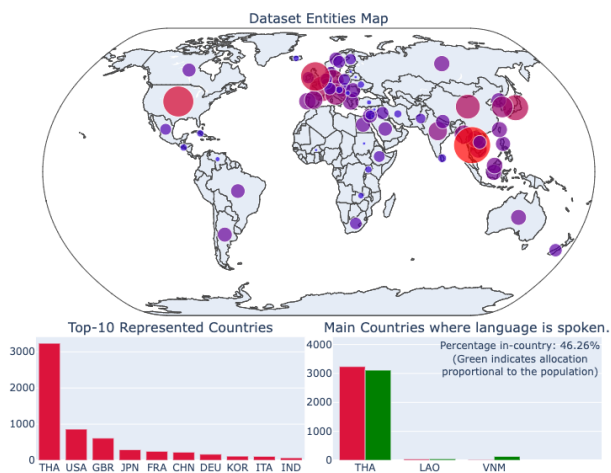 Dataset Entities Map
Top-10 Represented Countries
3000
2000
1000
0
THA USA GBR JPN FRA CHN DEU KOR ITA IND
Main Countries where language is spoken.
Percentage in-country: 46.26%
(Green indicates allocation
proportional to the population)
4000
3000
2000
1000
0
THA LAO VNM